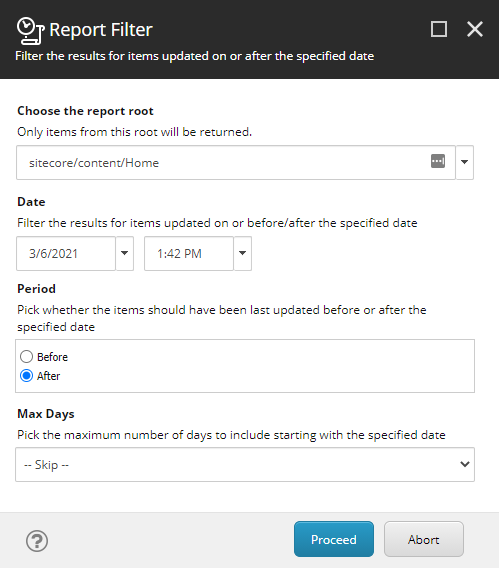 Report Filter
Filter the results for items updated on or after the specified date
Choose the report root
Only items from this root will be returned.
sitecore/content/Home
Date
Filter the results for items updated on or before/after the specified date
3/6/2021
1:42 PM
Period
Pick whether the items should have been last updated before or after the
specified date
Before
After
Max Days
Pick the maximum number of days to include starting with the specified date
-- Skip --
?
Proceed
Abort